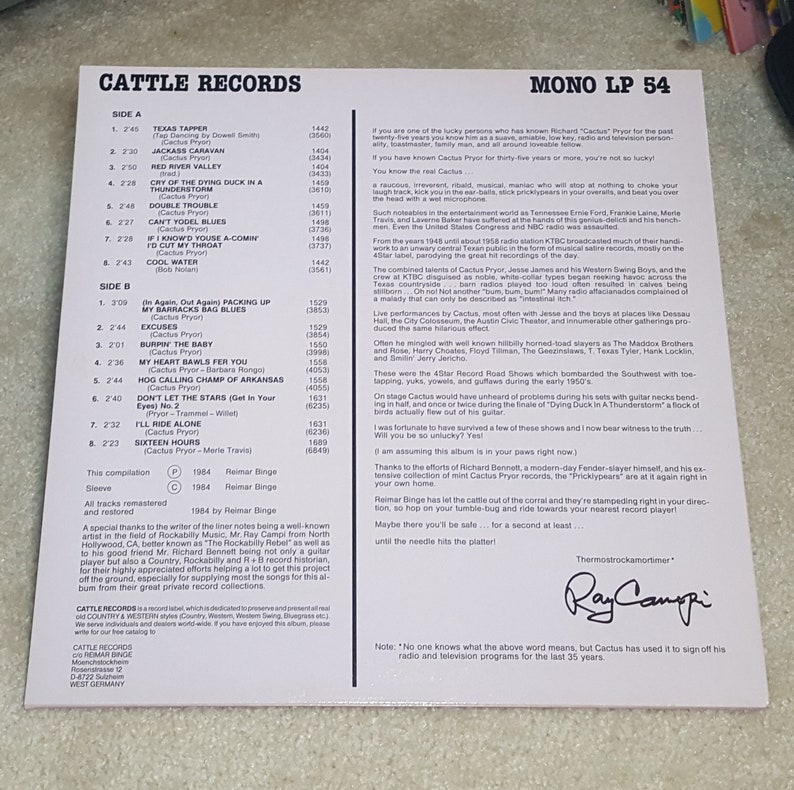 CATTLE RECORDS
MONO LP 54
SIDE A
1. 2'45 TEXAS TAPPER 1442
(Tap Dancing by Dowell Smith) (3560)
(Cactus Pryor)
2. 2'30 JACKASS CARAVAN 1404
(Cactus Pryor) (3434)
3. 2'50 RED RIVER VALLEY 1404
(trad.) (3433)
4. 2'28 CRY OF THE DYING DUCK IN A 1459
THUNDERSTORM (3610)
(Cactus Pryor)
5. 2'48 DOUBLE TROUBLE 1459
(Cactus Pryor) (3611)
6. 2'27 CAN'T YODEL BLUES 1498
(Cactus Pryor) (3736)
7. 2'28 IF I KNOW'D YOUSE A-COMIN' 1498
I'D CUT MY THROAT (3737)
(Cactus Pryor)
8. 2'43 COOL WATER 1442
(Bob Nolan) (3561)
SIDE B
1. 3'09 (In Again, Out Again) PACKING UP 1529
MY BARRACKS BAG BLUES (3853)
(Cactus Pryor)
2. 2'44 EXCUSES 1529
(Cactus Pryor) (3854)
3. 2'01 BURPIN' THE BABY 1550
(Cactus Pryor) (3998)
4. 2'36 MY HEART BAWLS FER YOU 1558
(Cactus Pryor – Barbara Rongo) (4053)
5. 2'44 HOG CALLING CHAMP OF ARKANSAS 1558
(Cactus Pryor) (4055)
6. 2'40 DON'T LET THE STARS (Get In Your 1631
Eyes) No. 2 (6235)
(Pryor – Trammel – Willet)
7. 2'32 I'LL RIDE ALONE 1631
(Cactus Pryor) (6236)
8. 2'23 SIXTEEN HOURS 1689
(Cactus Pryor – Merle Travis) (6849)
This compilation Ⓟ 1984 Reimar Binge
Sleeve © 1984 Reimar Binge
All tracks remastered
and restored 1984 by Reimar Binge
A special thanks to the writer of the liner notes being a well-known
artist in the field of Rockabilly Music, Mr. Ray Campi from North
Hollywood, CA, better known as "The Rockabilly Rebel" as well as
to his good friend Mr. Richard Bennett being not only a guitar
player but also a Country, Rockabilly and R + B record historian,
for their highly appreciated efforts helping a lot to get this project
off the ground, especially for supplying most the songs for this al-
bum from their great private record collections.
CATTLE RECORDS is a record label, which is dedicated to preserve and present all real
old COUNTRY & WESTERN styles (Country, Western, Western Swing, Bluegrass etc.).
We serve individuals and dealers world-wide. If you have enjoyed this album, please
write for our free catalog to
CATTLE RECORDS
c/o REIMAR BINGE
Moenchstockheim
Rosenstrasse 12
D-8722 Sulzheim
WEST GERMANY
If you are one of the lucky persons who has known Richard "Cactus" Pryor for the past
twenty-five years you know him as a suave, amiable, low key, radio and television person-
ality, toastmaster, family man, and all around loveable fellow.
If you have known Cactus Pryor for thirty-five years or more, you're not so lucky!
You know the real Cactus . . .
a raucous, irreverent, ribald, musical, maniac who will stop at nothing to choke your
laugh track, kick you in the ear-balls, stick pricklypears in your overalls, and beat you over
the head with a wet microphone.
Such noteables in the entertainment world as Tennessee Ernie Ford, Frankie Laine, Merle
Travis, and Laverne Baker have suffered at the hands of this genius-delicti and his hench-
men. Even the United States Congress and NBC radio was assaulted.
From the years 1948 until about 1958 radio station KTBC broadcasted much of their handi-
work to an unwary central Texan public in the form of musical satire records, mostly on the
4Star label, parodying the great hit recordings of the day.
The combined talents of Cactus Pryor, Jesse James and his Western Swing Boys, and the
crew at KTBC disguised as noble, white-collar types began reeking havoc across the
Texas countryside . . . barn radios played too loud often resulted in calves being
stillborn . . . Oh no! Not another "bum, bum, bum!" Many radio affacianados complained of
a malady that can only be described as "intestinal itch."
Live performances by Cactus, most often with Jesse and the boys at places like Dessau
Hall, the City Colosseum, the Austin Civic Theater, and innumerable other gatherings pro-
duced the same hilarious effect.
Often he mingled with well known hillbilly horned-toad slayers as The Maddox Brothers
and Rose, Harry Choates, Floyd Tillman, The Geezinslaws, T. Texas Tyler, Hank Locklin,
and Smilin' Jerry Jericho.
These were the 4Star Record Road Shows which bombarded the Southwest with toe-
tapping, yuks, yowels, and guffaws during the early 1950's.
On stage Cactus would have unheard of problems during his sets with guitar necks bend-
ing in half, and once or twice during the finale of "Dying Duck In A Thunderstorm" a flock of
birds actually flew out of his guitar.
I was fortunate to have survived a few of these shows and I now bear witness to the truth . . .
Will you be so unlucky? Yes!
(I am assuming this album is in your paws right now.)
Thanks to the efforts of Richard Bennett, a modern-day Fender-slayer himself, and his ex-
tensive collection of mint Cactus Pryor records, the "Pricklypears" are at it again right in
your own home.
Reimar Binge has let the cattle out of the corral and they're stampeding right in your direc-
tion, so hop on your tumble-bug and ride towards your nearest record player!
Maybe there you'll be safe . . . for a second at least . . .
until the needle hits the platter!
Thermostrockamortimer*
Ray Campi
Note: *No one knows what the above word means, but Cactus has used it to sign off his
radio and television programs for the last 35 years.